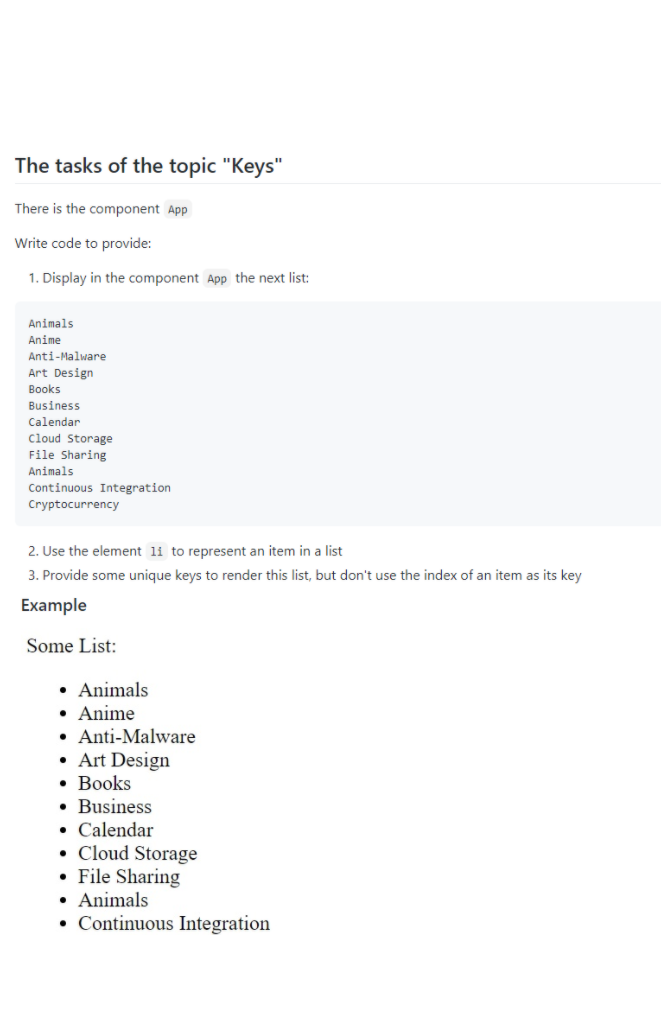 The tasks of the topic "Keys"
There is the component App
Write code to provide:
1. Display in the component App the next list:
Animals
Anime
Anti-Malware
Art Design
Books
Business
Calendar
Cloud Storage
File Sharing
Animals
Continuous Integration
Cryptocurrency
2. Use the element li to represent an item in a list
3. Provide some unique keys to render this list, but don't use the index of an item as its key
Example
Some List:
• Animals
• Anime
• Anti-Malware
• Art Design
• Books
• Business
• Calendar
• Cloud Storage
• File Sharing
• Animals
• Continuous Integration